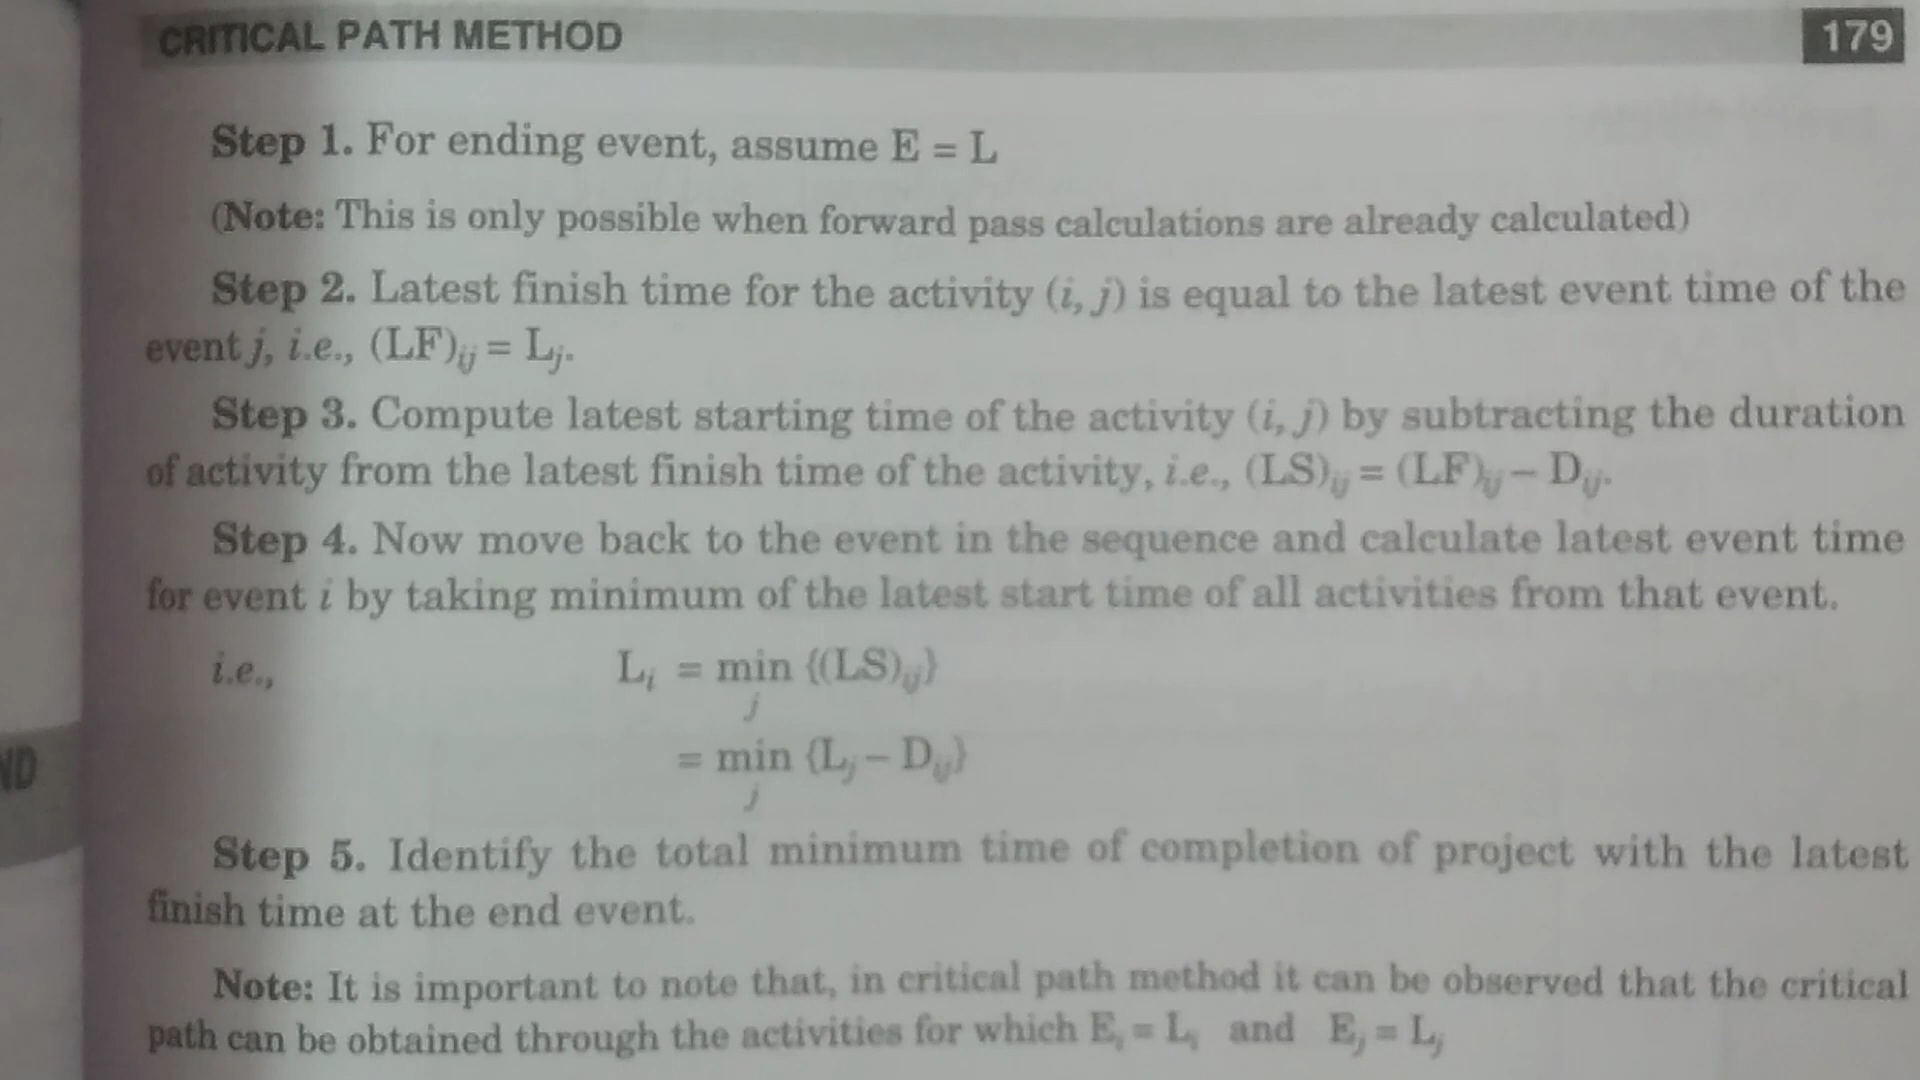 CRITICAL PATH METHOD
179
Step 1. For ending event, assume E = L
(Note: This is only possible when forward pass calculations are already calculated)
Step 2. Latest finish time for the activity (i, j) is equal to the latest event time of the
event j, i.e., (LF)ij = Lj.
Step 3. Compute latest starting time of the activity (i, j) by subtracting the duration
of activity from the latest finish time of the activity, i.e., (LS)ij = (LF)ij – Dij.
Step 4. Now move back to the event in the sequence and calculate latest event time
for event i by taking minimum of the latest start time of all activities from that event.
i.e., Li = min {(LS)ij}
j
= min {Lj – Dij}
j
ND
Step 5. Identify the total minimum time of completion of project with the latest
finish time at the end event.
Note: It is important to note that, in critical path method it can be observed that the critical
path can be obtained through the activities for which Ei = Li and Ej = Lj